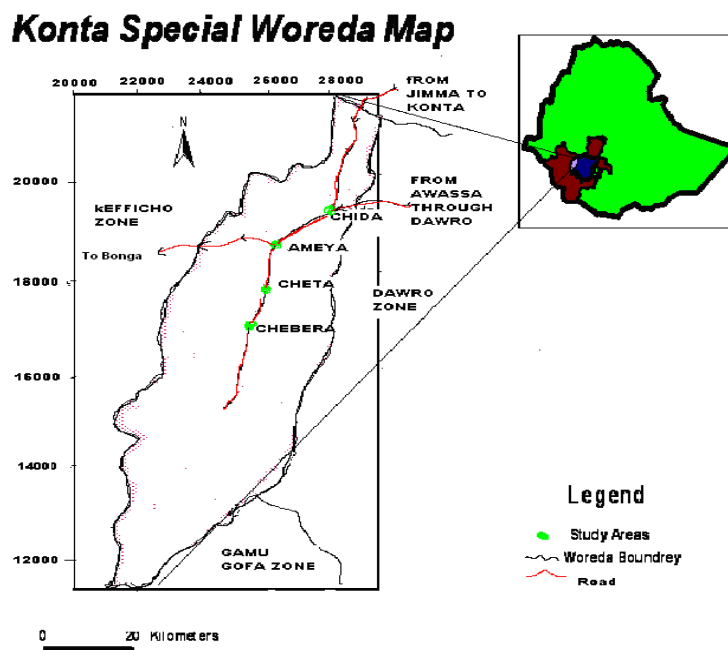 Konta Special Woreda Map
20000 22000 24000 26000 28000
fROM
JIMMA TO
KONTA
20000
kEFFICHO
ZONE
FROM
AWASSA
THROUGH
DAWRO
CHIDA
To Bonga
AMEYA
18000
CHETA
DAWRO
ZONE
CHEBERA
16000
14000
12000
GAMU
GOFA ZONE
Legend
Study Areas
Woreda Boundrey
Road
0 20 Kilometers